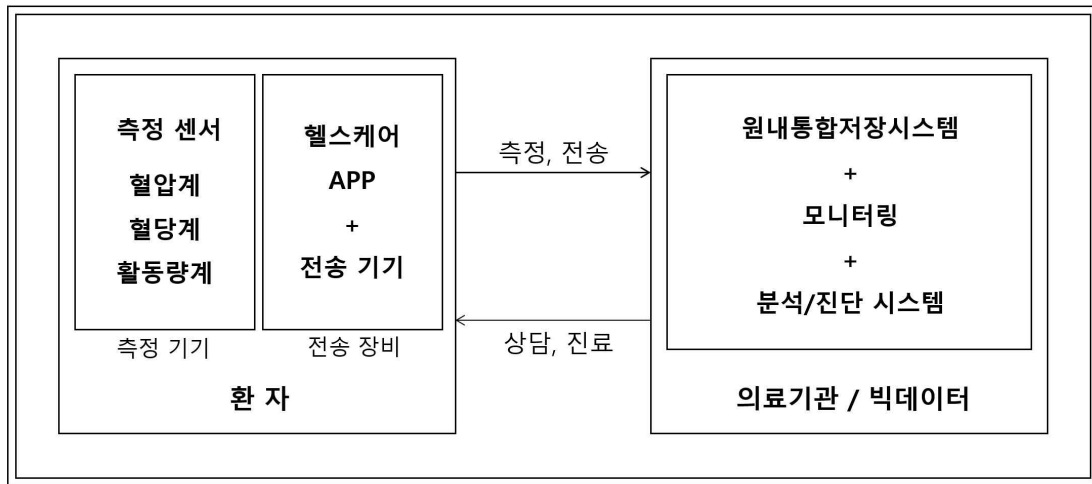 측정 센서
혈압계
혈당계
활동량계
측정 기기
헬스케어
APP
+
전송 기기
전송 장비
환 자
측정, 전송
상담, 진료
원내통합저장시스템
+
모니터링
+
분석/진단 시스템
의료기관 / 빅데이터